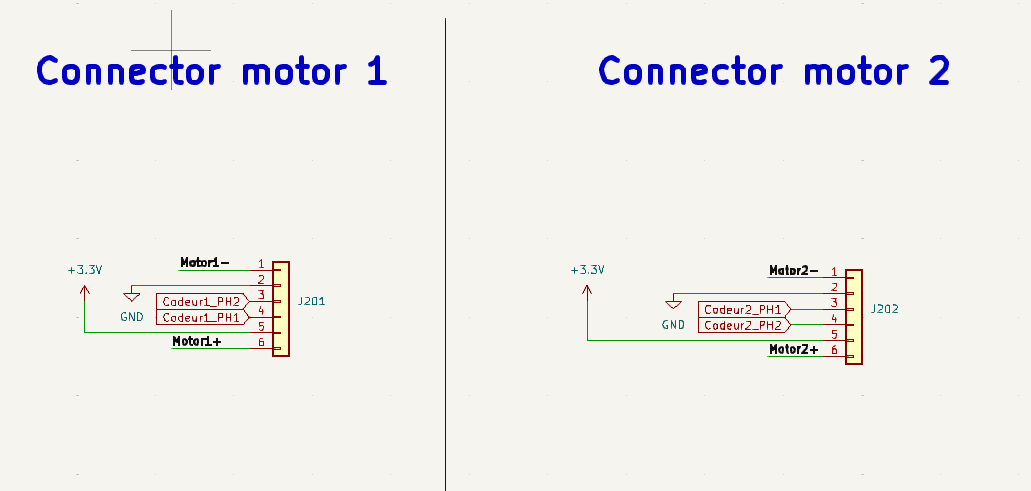 Connector motor 1
+3.3V
Motor1-
1
2
Codeur1_PH2
3
GND
Codeur1_PH1
4
5
Motor1+
6
J201
Connector motor 2
+3.3V
Motor2-
1
2
Codeur2_PH1
3
GND
Codeur2_PH2
4
5
Motor2+
6
J202